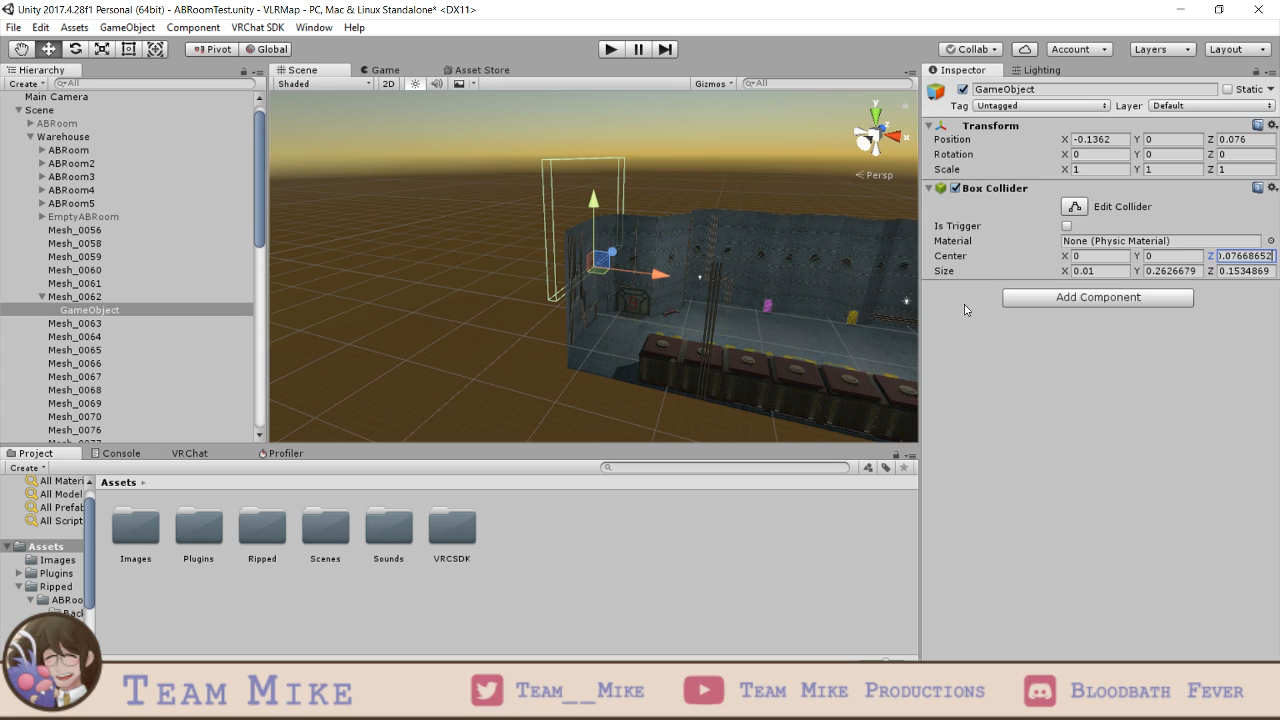 Unity 2017.4.28f1 Personal (64bit) - ABRoomTest.unity - VLRMap - PC, Mac & Linux Standalone* <DX11>
File Edit Assets GameObject Component VRChat SDK Window Help
Pivot Global Collab Account Layers Layout
Hierarchy Scene Game Asset Store Inspector Lighting
Create All Shaded 2D Gizmos All
GameObject Static
Tag Untagged Layer Default
Main Camera
Scene
ABRoom
Warehouse
ABRoom
ABRoom2
ABRoom3
ABRoom4
ABRoom5
EmptyABRoom
Mesh_0056
Mesh_0058
Mesh_0059
Mesh_0060
Mesh_0061
Mesh_0062
GameObject
Mesh_0063
Mesh_0064
Mesh_0065
Mesh_0066
Mesh_0067
Mesh_0068
Mesh_0069
Mesh_0070
Mesh_0076
y
x
Persp
Transform
Position X -0.1362 Y 0 Z 0.076
Rotation X 0 Y 0 Z 0
Scale X 1 Y 1 Z 1
Box Collider
Edit Collider
Is Trigger
Material None (Physic Material)
Center X 0 Y 0 Z 0.07668652
Size X 0.01 Y 0.2626679 Z 0.1534869
Add Component
Project Console VRChat Profiler
Create
All Materi
All Model
All Prefab
All Script
Assets
Images
Plugins
Ripped
ABRoo
Back
Assets
Images Plugins Ripped Scenes Sounds VRCSDK
Team Mike Team__Mike Team Mike Productions Bloodbath Fever